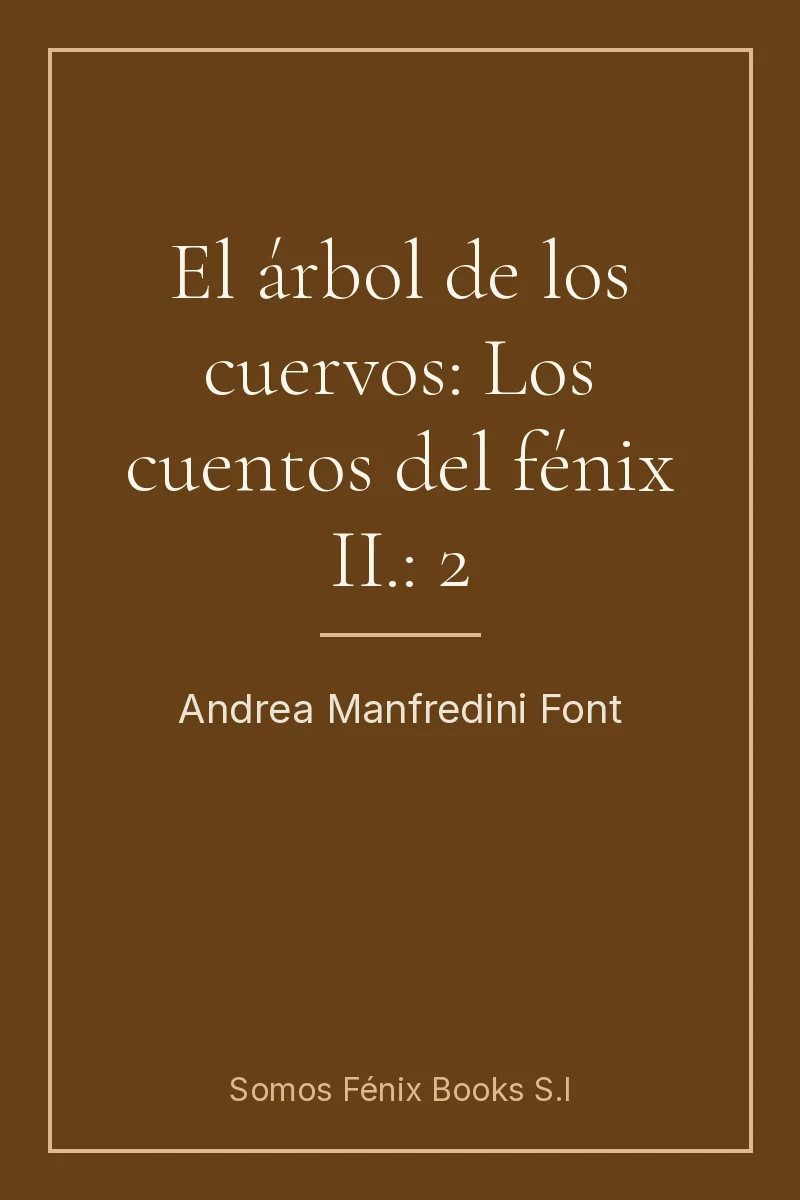 El árbol de los
cuervos: Los
cuentos del fénix
II.: 2
Andrea Manfredini Font
Somos Fénix Books S.l